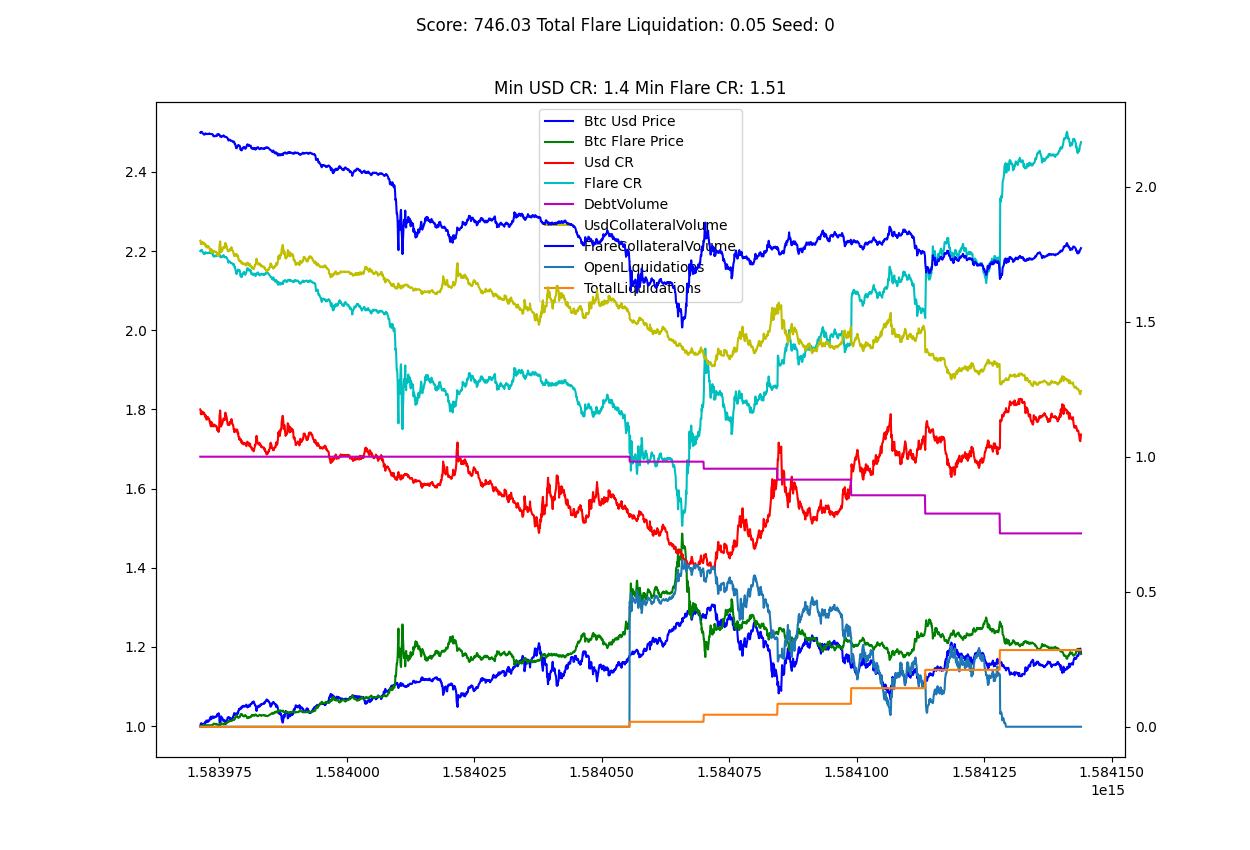 Score: 746.03 Total Flare Liquidation: 0.05 Seed: 0
Min USD CR: 1.4 Min Flare CR: 1.51
Btc Usd Price
Btc Flare Price
Usd CR
Flare CR
DebtVolume
UsdCollateralVolume
FlareCollateralVolume
OpenLiquidations
TotalLiquidations
2.4
2.2
2.0
1.8
1.6
1.4
1.2
1.0
2.0
1.5
1.0
0.5
0.0
1.583975 1.584000 1.584025 1.584050 1.584075 1.584100 1.584125 1.584150
1e15